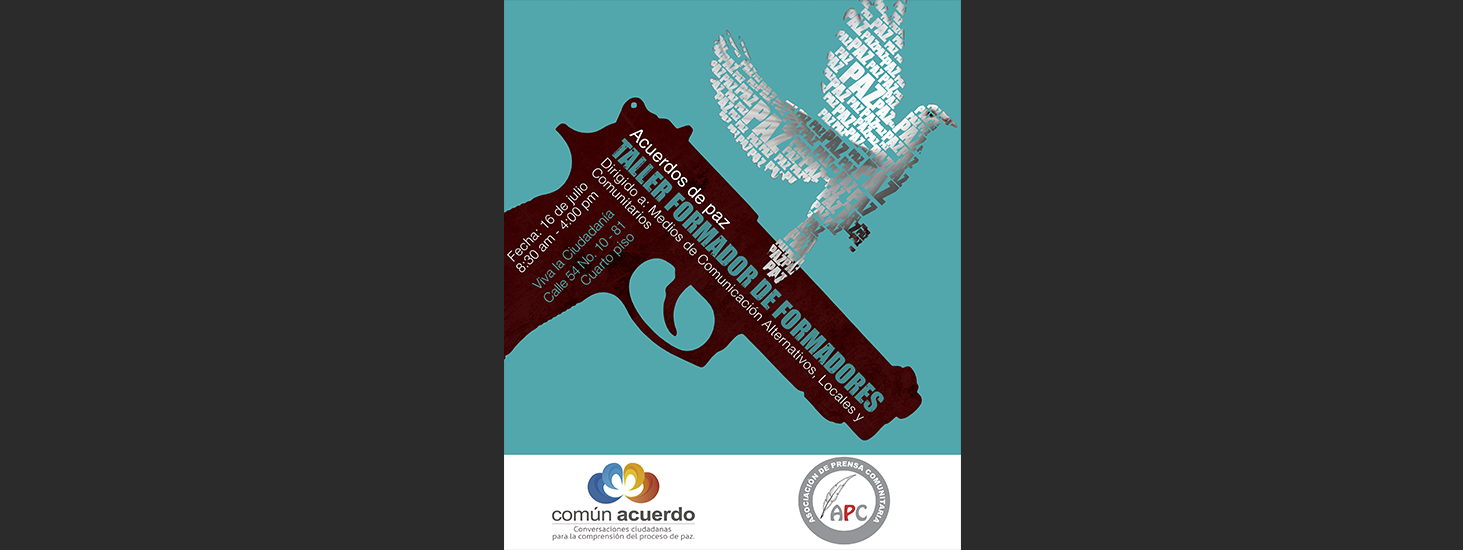 PAZ
Acuerdos de paz
TALLER FORMADOR DE FORMADORES
Dirigido a: Medios de Comunicación Alternativos, Locales y
Comunitarios
Fecha: 16 de julio
8:30 am - 4:00 pm
Viva la Ciudadanía
Calle 54 No. 10 - 81
Cuarto piso
común acuerdo
Conversaciones ciudadanas
para la comprensión del proceso de paz.
ASOCIACIÓN DE PRENSA COMUNITARIA
APC